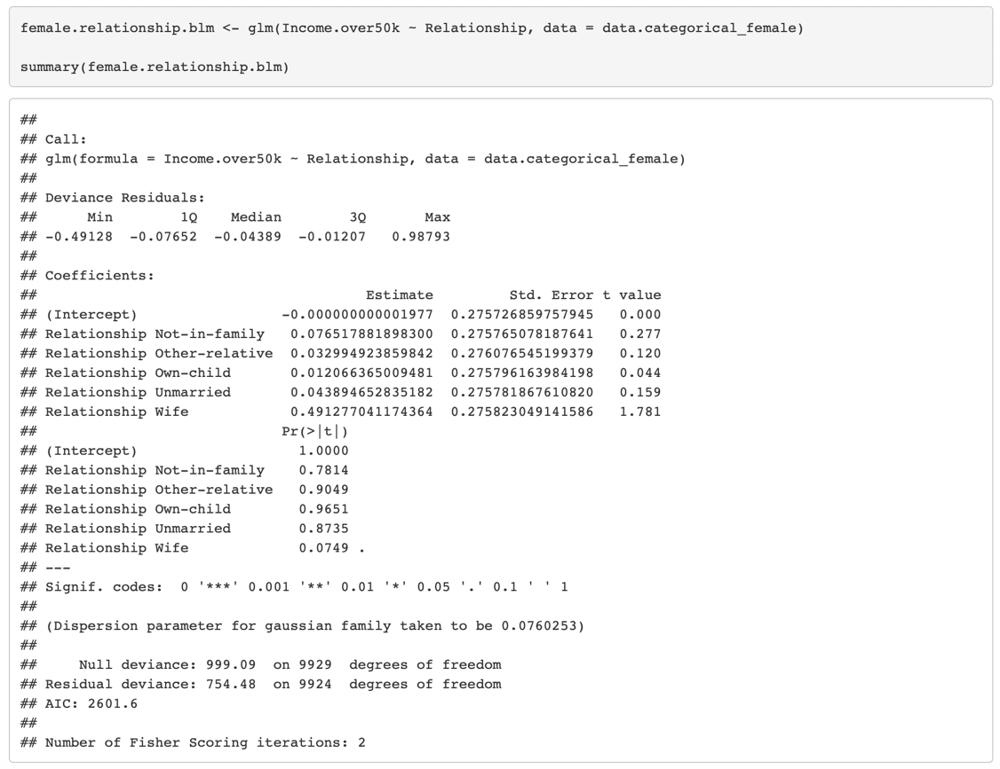 female.relationship.blm <- glm(Income.over50k ~ Relationship, data = data.categorical_female)
summary(female.relationship.blm)
##
## Call:
## glm(formula = Income.over50k ~ Relationship, data = data.categorical_female)
##
## Deviance Residuals:
##      Min        1Q    Median        3Q       Max
## -0.49128  -0.07652  -0.04389  -0.01207   0.98793
##
## Coefficients:
##                                       Estimate         Std. Error t value
## (Intercept)                 -0.000000000001977  0.275726859757945   0.000
## Relationship Not-in-family   0.076517881898300  0.275765078187641   0.277
## Relationship Other-relative  0.032994923859842  0.276076545199379   0.120
## Relationship Own-child       0.012066365009481  0.275796163984198   0.044
## Relationship Unmarried       0.043894652835182  0.275781867610820   0.159
## Relationship Wife            0.491277041174364  0.275823049141586   1.781
##                             Pr(>|t|)
## (Intercept)                   1.0000
## Relationship Not-in-family    0.7814
## Relationship Other-relative   0.9049
## Relationship Own-child        0.9651
## Relationship Unmarried        0.8735
## Relationship Wife             0.0749 .
## ---
## Signif. codes:  0 '***' 0.001 '**' 0.01 '*' 0.05 '.' 0.1 ' ' 1
##
## (Dispersion parameter for gaussian family taken to be 0.0760253)
##
##     Null deviance: 999.09  on 9929  degrees of freedom
## Residual deviance: 754.48  on 9924  degrees of freedom
## AIC: 2601.6
##
## Number of Fisher Scoring iterations: 2